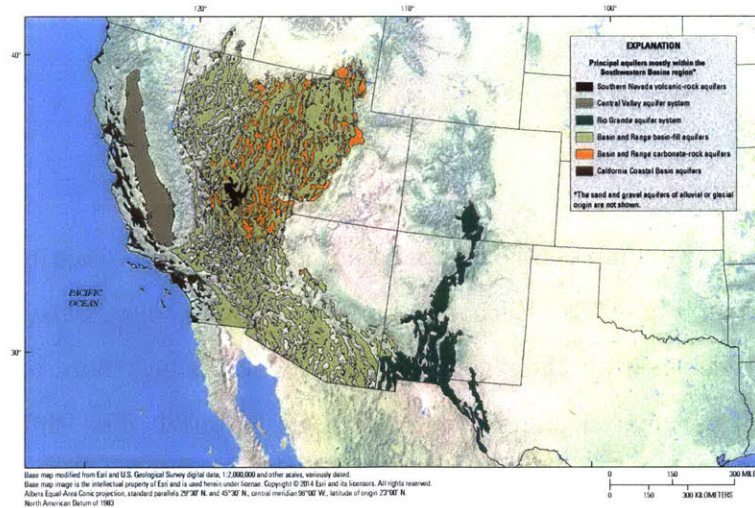 120°
110°
100°
40°
30°
EXPLANATION
Principal aquifers mostly within the
Southwestern Basins region*
Southern Nevada volcanic-rock aquifers
Central Valley aquifer system
Rio Grande aquifer system
Basin and Range basin-fill aquifers
Basin and Range carbonate-rock aquifers
California Coastal Basin aquifers
*The sand and gravel aquifers of alluvial or glacial
origin are not shown.
PACIFIC
OCEAN
Base map modified from Esri and U.S. Geological Survey digital data, 1:2,000,000 and other scales, variously dated.
Base map image is the intellectual property of Esri and is used herein under license. Copyright © 2014 Esri and its licensors. All rights reserved.
Albers Equal-Area Conic projection, standard parallels 29°30' N. and 45°30' N., central meridian 96°00' W., latitude of origin 23°00' N.
North American Datum of 1983
0 150 300 MILE
0 150 300 KILOMETERS